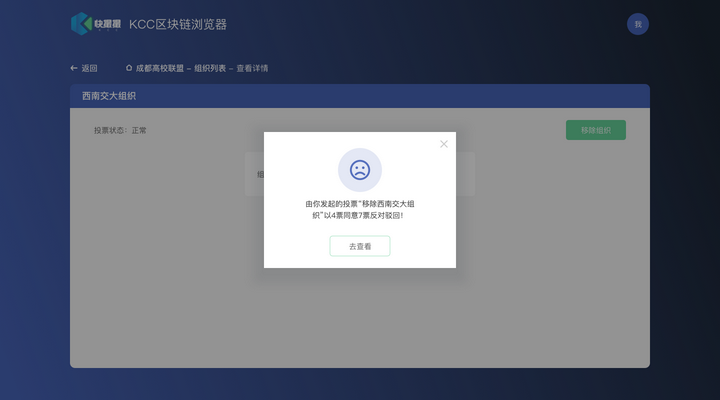 快墨墨 KCC区块链浏览器
我
返回 成都高校联盟 - 组织列表 - 查看详情
西南交大组织
投票状态：正常
移除组织
组
由你发起的投票“移除西南交大组
织”以4票同意7票反对驳回！
去查看